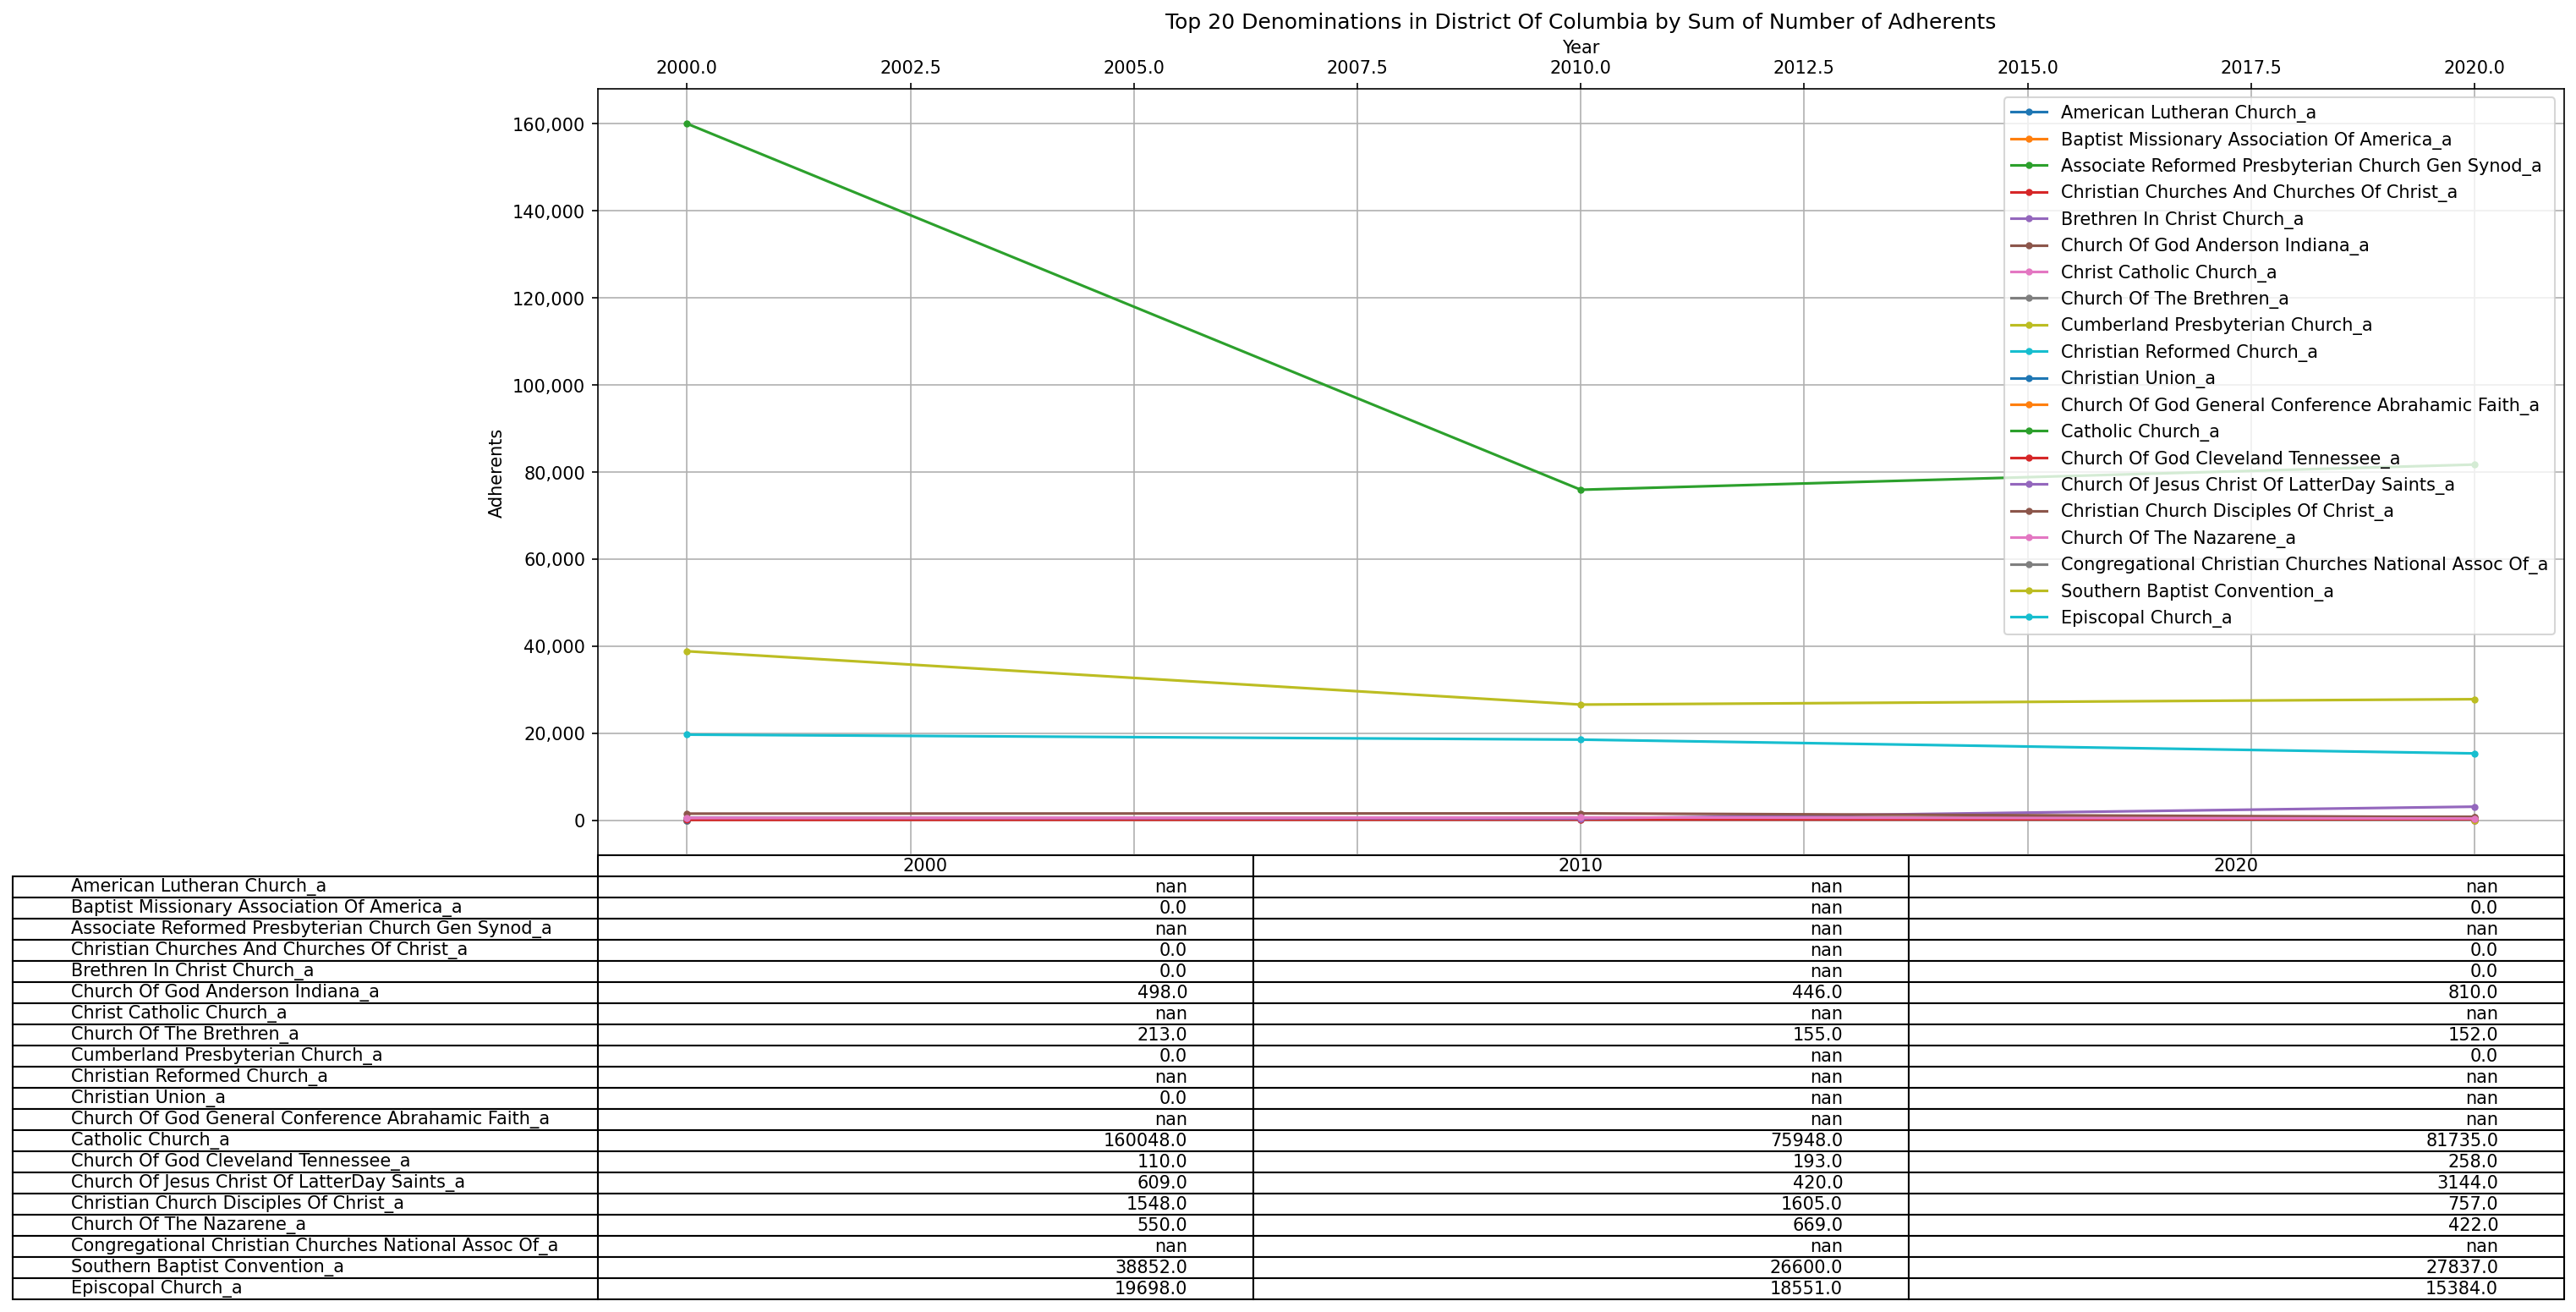 Top 20 Denominations in District Of Columbia by Sum of Number of Adherents
Year
2000.0 2002.5 2005.0 2007.5 2010.0 2012.5 2015.0 2017.5 2020.0
Adherents
160,000
140,000
120,000
100,000
80,000
60,000
40,000
20,000
0
American Lutheran Church_a
Baptist Missionary Association Of America_a
Associate Reformed Presbyterian Church Gen Synod_a
Christian Churches And Churches Of Christ_a
Brethren In Christ Church_a
Church Of God Anderson Indiana_a
Christ Catholic Church_a
Church Of The Brethren_a
Cumberland Presbyterian Church_a
Christian Reformed Church_a
Christian Union_a
Church Of God General Conference Abrahamic Faith_a
Catholic Church_a
Church Of God Cleveland Tennessee_a
Church Of Jesus Christ Of LatterDay Saints_a
Christian Church Disciples Of Christ_a
Church Of The Nazarene_a
Congregational Christian Churches National Assoc Of_a
Southern Baptist Convention_a
Episcopal Church_a
2000 2010 2020
American Lutheran Church_a nan nan nan
Baptist Missionary Association Of America_a 0.0 nan 0.0
Associate Reformed Presbyterian Church Gen Synod_a nan nan nan
Christian Churches And Churches Of Christ_a 0.0 nan 0.0
Brethren In Christ Church_a 0.0 nan 0.0
Church Of God Anderson Indiana_a 498.0 446.0 810.0
Christ Catholic Church_a nan nan nan
Church Of The Brethren_a 213.0 155.0 152.0
Cumberland Presbyterian Church_a 0.0 nan 0.0
Christian Reformed Church_a nan nan nan
Christian Union_a 0.0 nan nan
Church Of God General Conference Abrahamic Faith_a nan nan nan
Catholic Church_a 160048.0 75948.0 81735.0
Church Of God Cleveland Tennessee_a 110.0 193.0 258.0
Church Of Jesus Christ Of LatterDay Saints_a 609.0 420.0 3144.0
Christian Church Disciples Of Christ_a 1548.0 1605.0 757.0
Church Of The Nazarene_a 550.0 669.0 422.0
Congregational Christian Churches National Assoc Of_a nan nan nan
Southern Baptist Convention_a 38852.0 26600.0 27837.0
Episcopal Church_a 19698.0 18551.0 15384.0